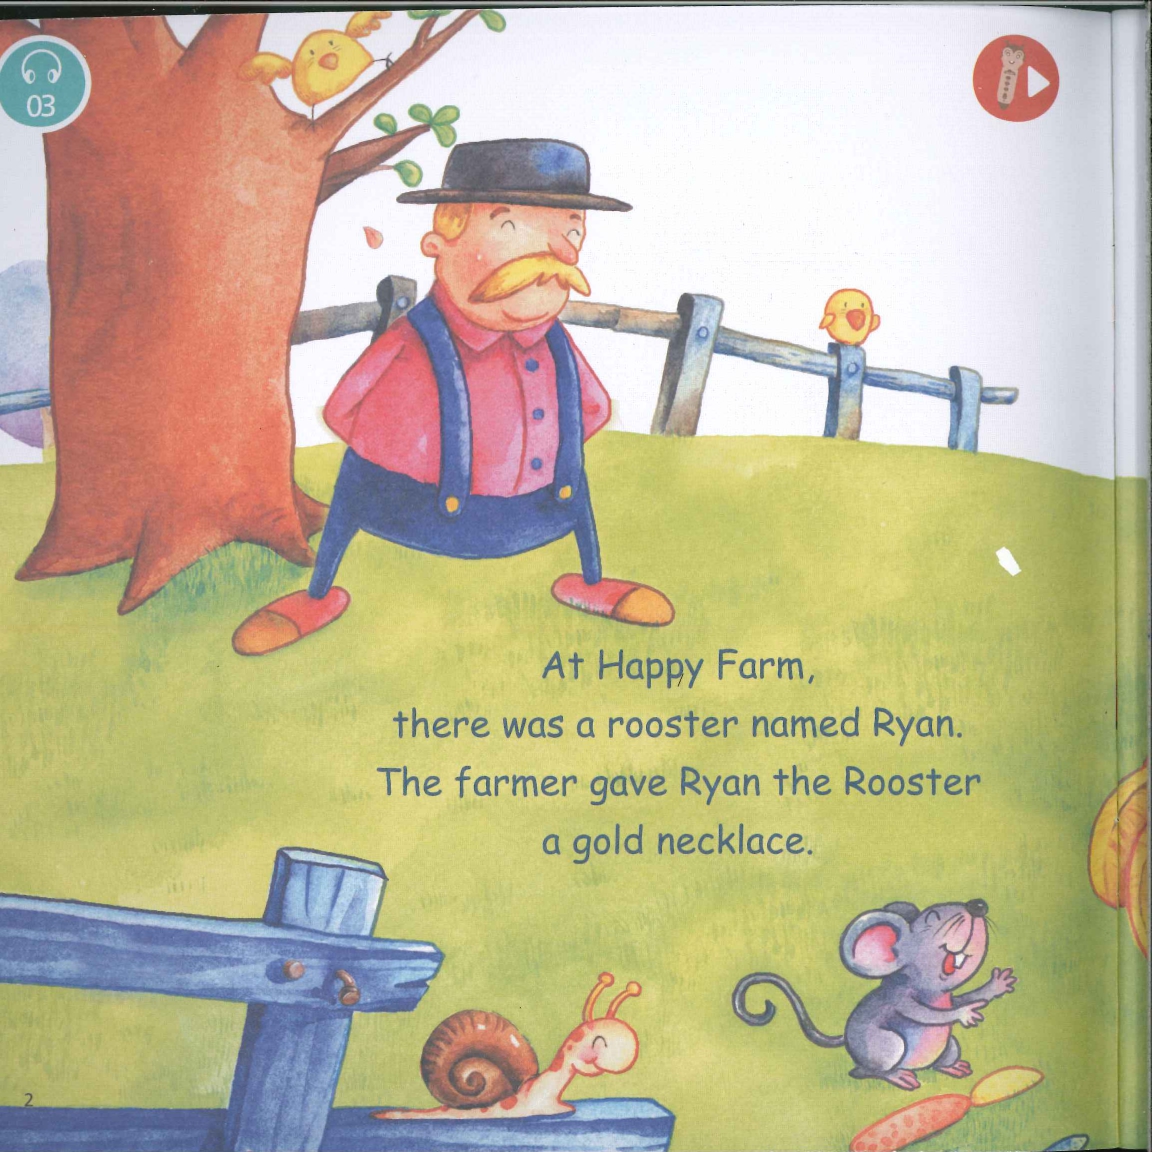 03
At Happy Farm,
there was a rooster named Ryan.
The farmer gave Ryan the Rooster
a gold necklace.
2